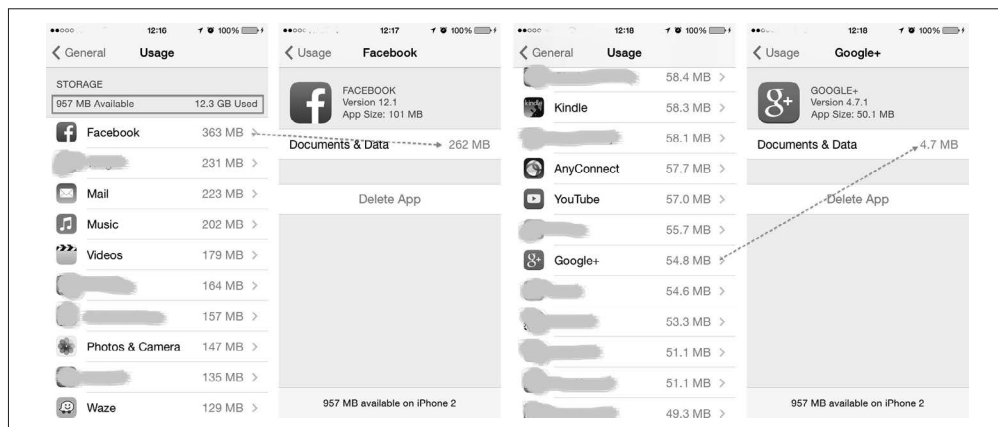 12:16
100%
General
Usage
STORAGE
957 MB Available
12.3 GB Used
Facebook
363 MB
231 MB
Mail
223 MB
Music
202 MB
Videos
179 MB
164 MB
157 MB
Photos & Camera
147 MB
135 MB
Waze
129 MB
12:17
100%
Usage
Facebook
FACEBOOK
Version 12.1
App Size: 101 MB
Documents & Data
262 MB
Delete App
957 MB available on iPhone 2
12:18
100%
General
Usage
58.4 MB
kindle
Kindle
58.3 MB
58.1 MB
AnyConnect
57.7 MB
YouTube
57.0 MB
55.7 MB
Google+
54.8 MB
54.6 MB
53.3 MB
51.1 MB
51.1 MB
49.3 MB
12:18
100%
Usage
Google+
GOOGLE+
Version 4.7.1
App Size: 50.1 MB
Documents & Data
4.7 MB
Delete App
957 MB available on iPhone 2